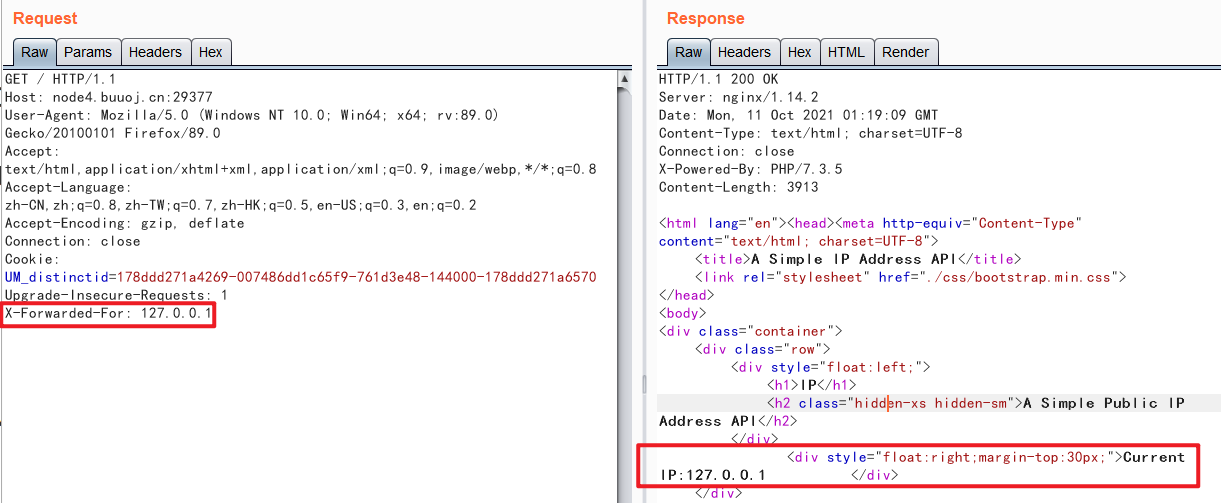 Request
Raw Params Headers Hex
GET / HTTP/1.1
Host: node4.buuoj.cn:29377
User-Agent: Mozilla/5.0 (Windows NT 10.0; Win64; x64; rv:89.0)
Gecko/20100101 Firefox/89.0
Accept:
text/html,application/xhtml+xml,application/xml;q=0.9,image/webp,*/*;q=0.8
Accept-Language:
zh-CN,zh;q=0.8,zh-TW;q=0.7,zh-HK;q=0.5,en-US;q=0.3,en;q=0.2
Accept-Encoding: gzip, deflate
Connection: close
Cookie:
UM_distinctid=178ddd271a4269-007486dd1c65f9-761d3e48-144000-178ddd271a6570
Upgrade-Insecure-Requests: 1
X-Forwarded-For: 127.0.0.1
Response
Raw Headers Hex HTML Render
HTTP/1.1 200 OK
Server: nginx/1.14.2
Date: Mon, 11 Oct 2021 01:19:09 GMT
Content-Type: text/html; charset=UTF-8
Connection: close
X-Powered-By: PHP/7.3.5
Content-Length: 3913
<html lang="en"><head><meta http-equiv="Content-Type"
content="text/html; charset=UTF-8">
<title>A Simple IP Address API</title>
<link rel="stylesheet" href="./css/bootstrap.min.css">
</head>
<body>
<div class="container">
<div class="row">
<div style="float:left;">
<h1>IP</h1>
<h2 class="hidden-xs hidden-sm">A Simple Public IP
Address API</h2>
</div>
<div style="float:right;margin-top:30px;">Current
IP:127.0.0.1 </div>
</div>